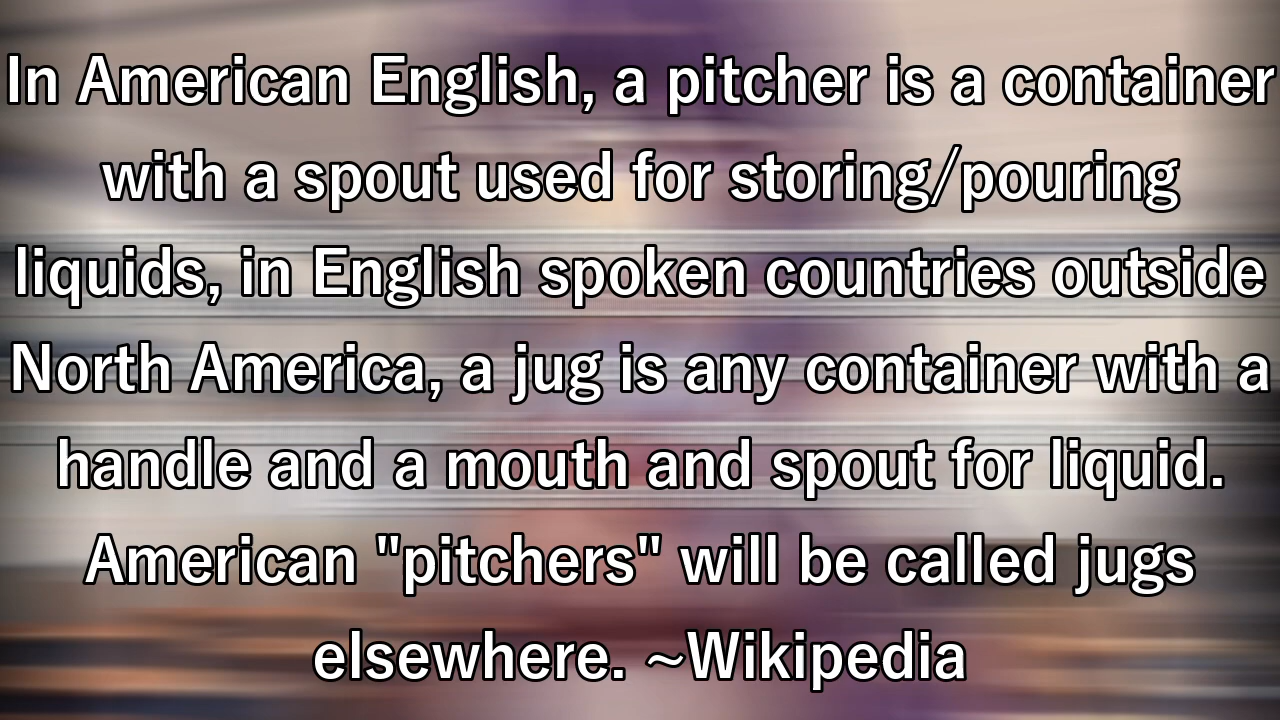 In American English, a pitcher is a container
with a spout used for storing/pouring
liquids, in English spoken countries outside
North America, a jug is any container with a
handle and a mouth and spout for liquid.
American "pitchers" will be called jugs
elsewhere. ~Wikipedia